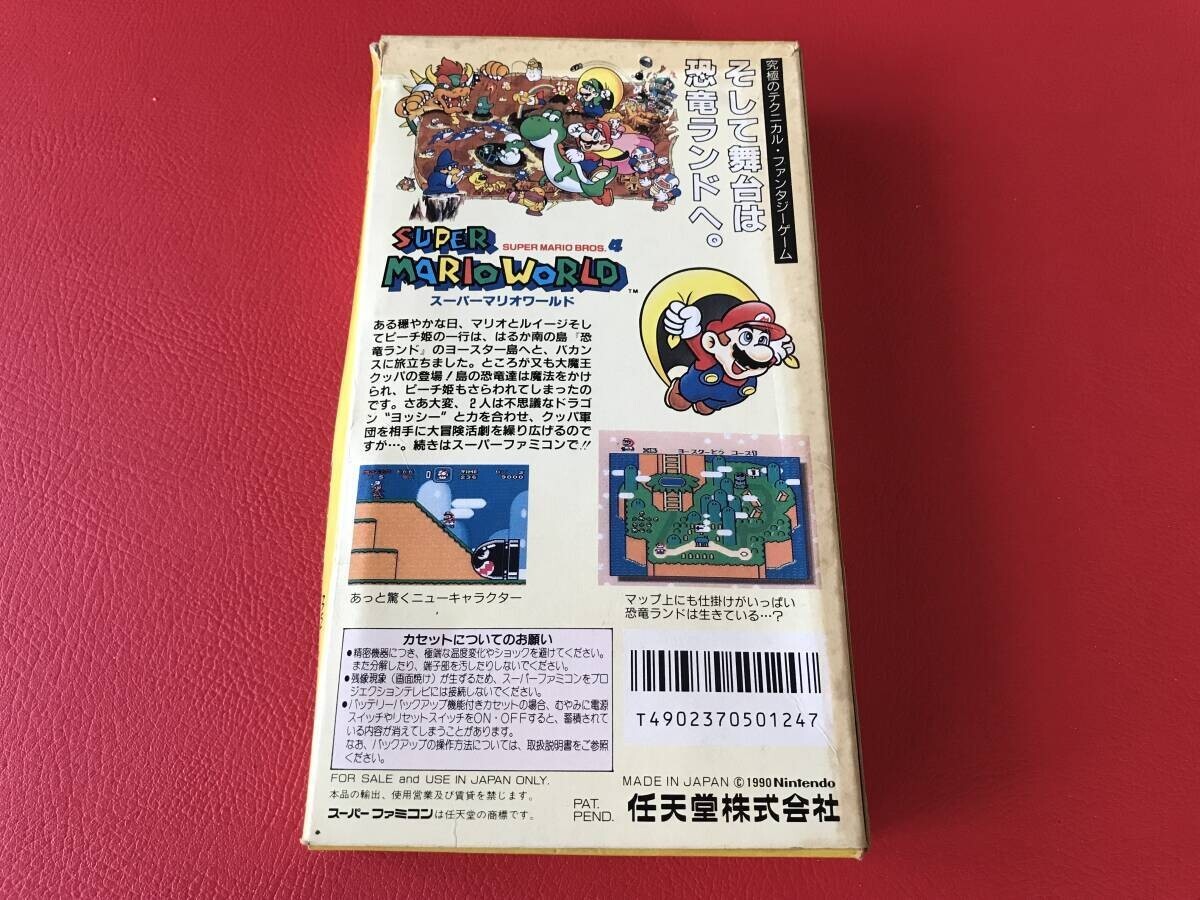 究極のテクニカル・ファンタジーゲーム
そして舞台は
恐竜ランドへ。
SUPER MARIO BROS. 4
SUPER
MARIO WORLD
TM
スーパーマリオワールド
ある穏やかな日、マリオとルイージそし
てピーチ姫の一行は、はるか南の島『恐
竜ランド』のヨースター島へと、バカン
スに旅立ちました。ところが又も大魔王
クッパの登場!島の恐竜達は魔法をかけ
られ、ピーチ姫もさらわれてしまったの
です。さあ大変、2人は不思議なドラゴ
ン“ヨッシー”と力を合わせ、クッパ軍
団を相手に大冒険活劇を繰り広げるので
すが…。続きはスーパーファミコンで!!
TIME
236
9000
あっと驚くニューキャラクター
ヨースタートウ コース1
マップ上にも仕掛けがいっぱい
恐竜ランドは生きている…?
カセットについてのお願い
●精密機器につき、極端な温度変化やショックを避けてください。
また分解したり、端子部を汚したりしないでください。
●残像現象(画面焼け)が生ずるため、スーパーファミコンをプロ
ジェクションテレビには接続しないでください。
●バッテリーバックアップ機能付きカセットの場合、むやみに電源
スイッチやリセットスイッチをON・OFFすると、蓄積されて
いる内容が消えてしまうことがあります。
なお、バックアップの操作方法については、取扱説明書をご参照
ください。
T4902370501247
FOR SALE and USE IN JAPAN ONLY.
本品の輸出、使用営業及び賃貸を禁じます。
スーパーファミコンは任天堂の商標です。
PAT.
PEND.
MADE IN JAPAN ©1990 Nintendo
任天堂株式会社